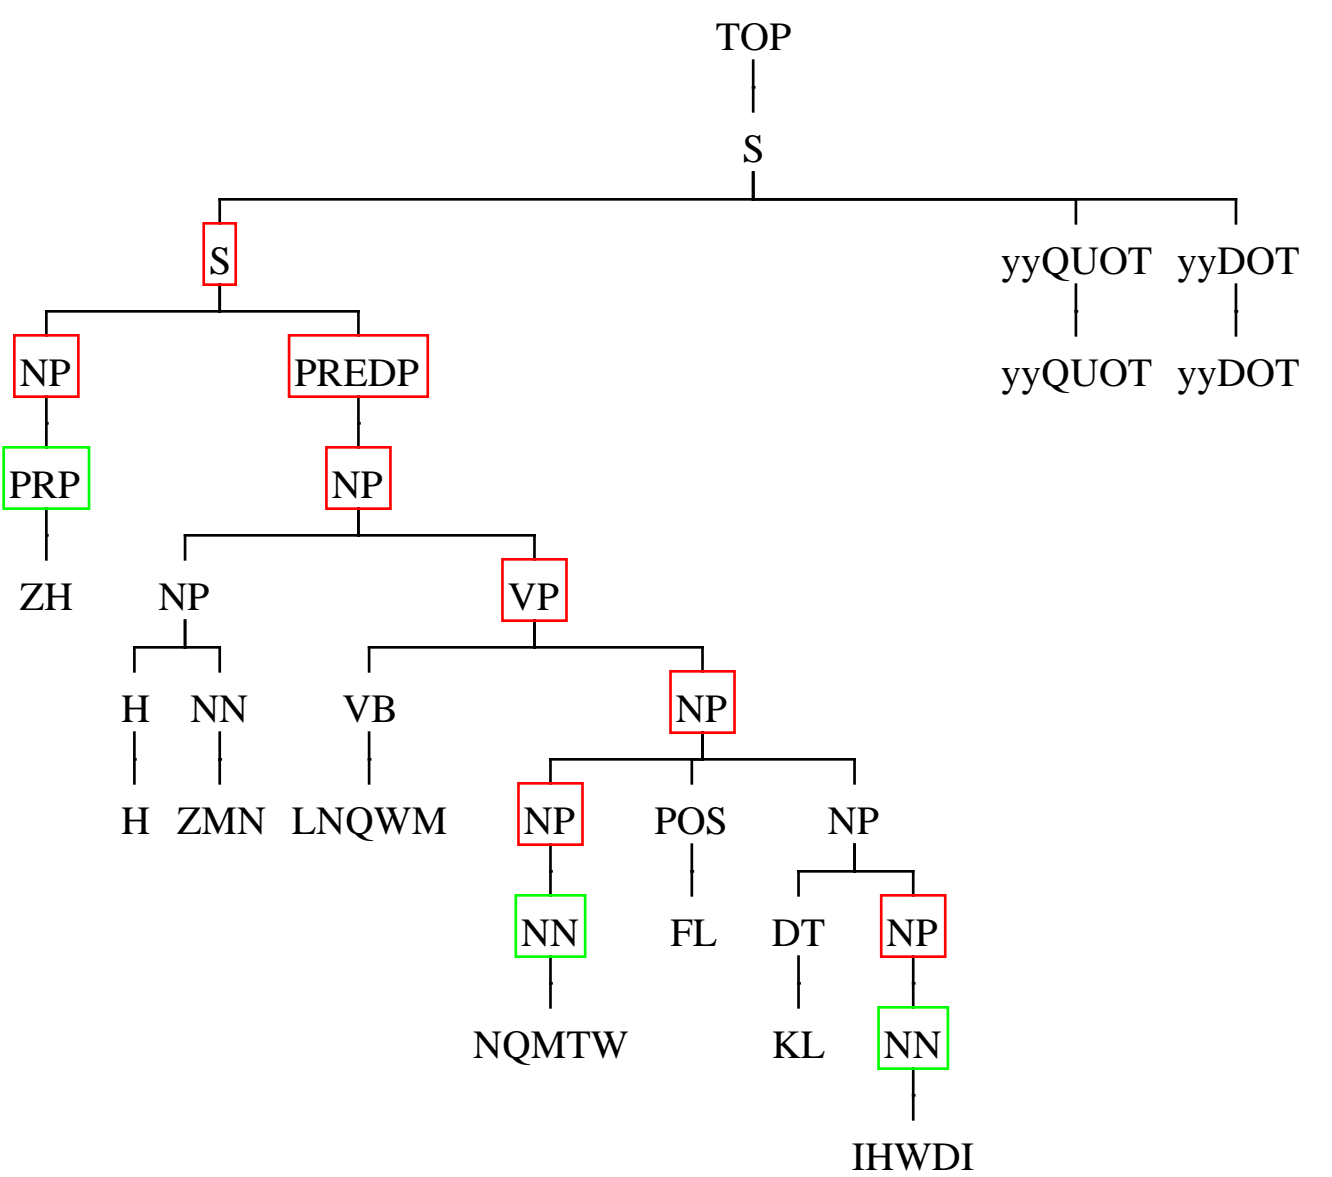 TOP
S
S yyQUOT yyDOT
NP PREDP yyQUOT yyDOT
PRP NP
ZH NP VP
H NN VB NP
H ZMN LNQWM NP POS NP
NN FL DT NP
NQMTW KL NN
IHWDI